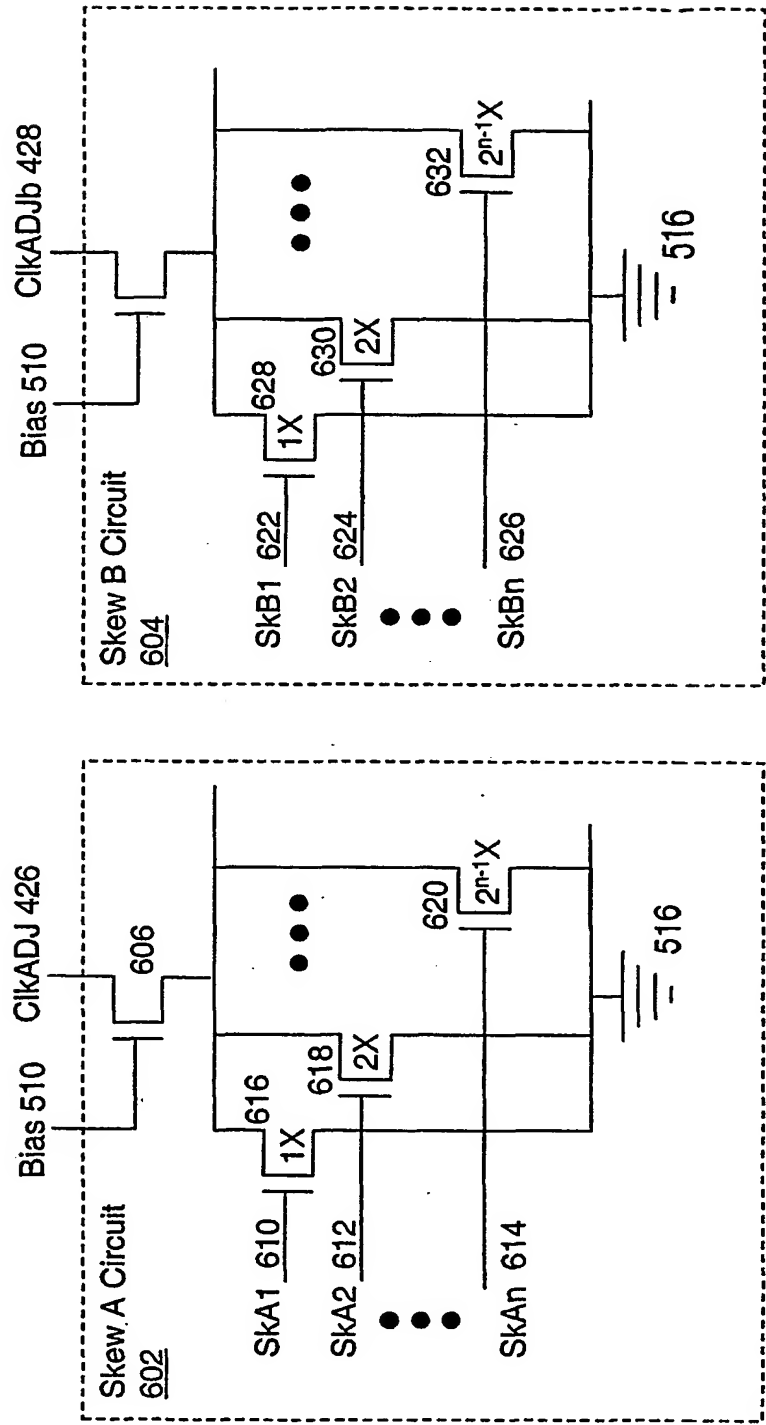 Bias 510
ClkADJ 426
Skew A Circuit
602
606
SkA1 610
616
1X
SkA2 612
618
2X
SkAn 614
620
2ⁿ⁻¹X
516
Bias 510
ClkADJb 428
Skew B Circuit
604
SkB1 622
628
1X
SkB2 624
630
2X
SkBn 626
632
2ⁿ⁻¹X
516